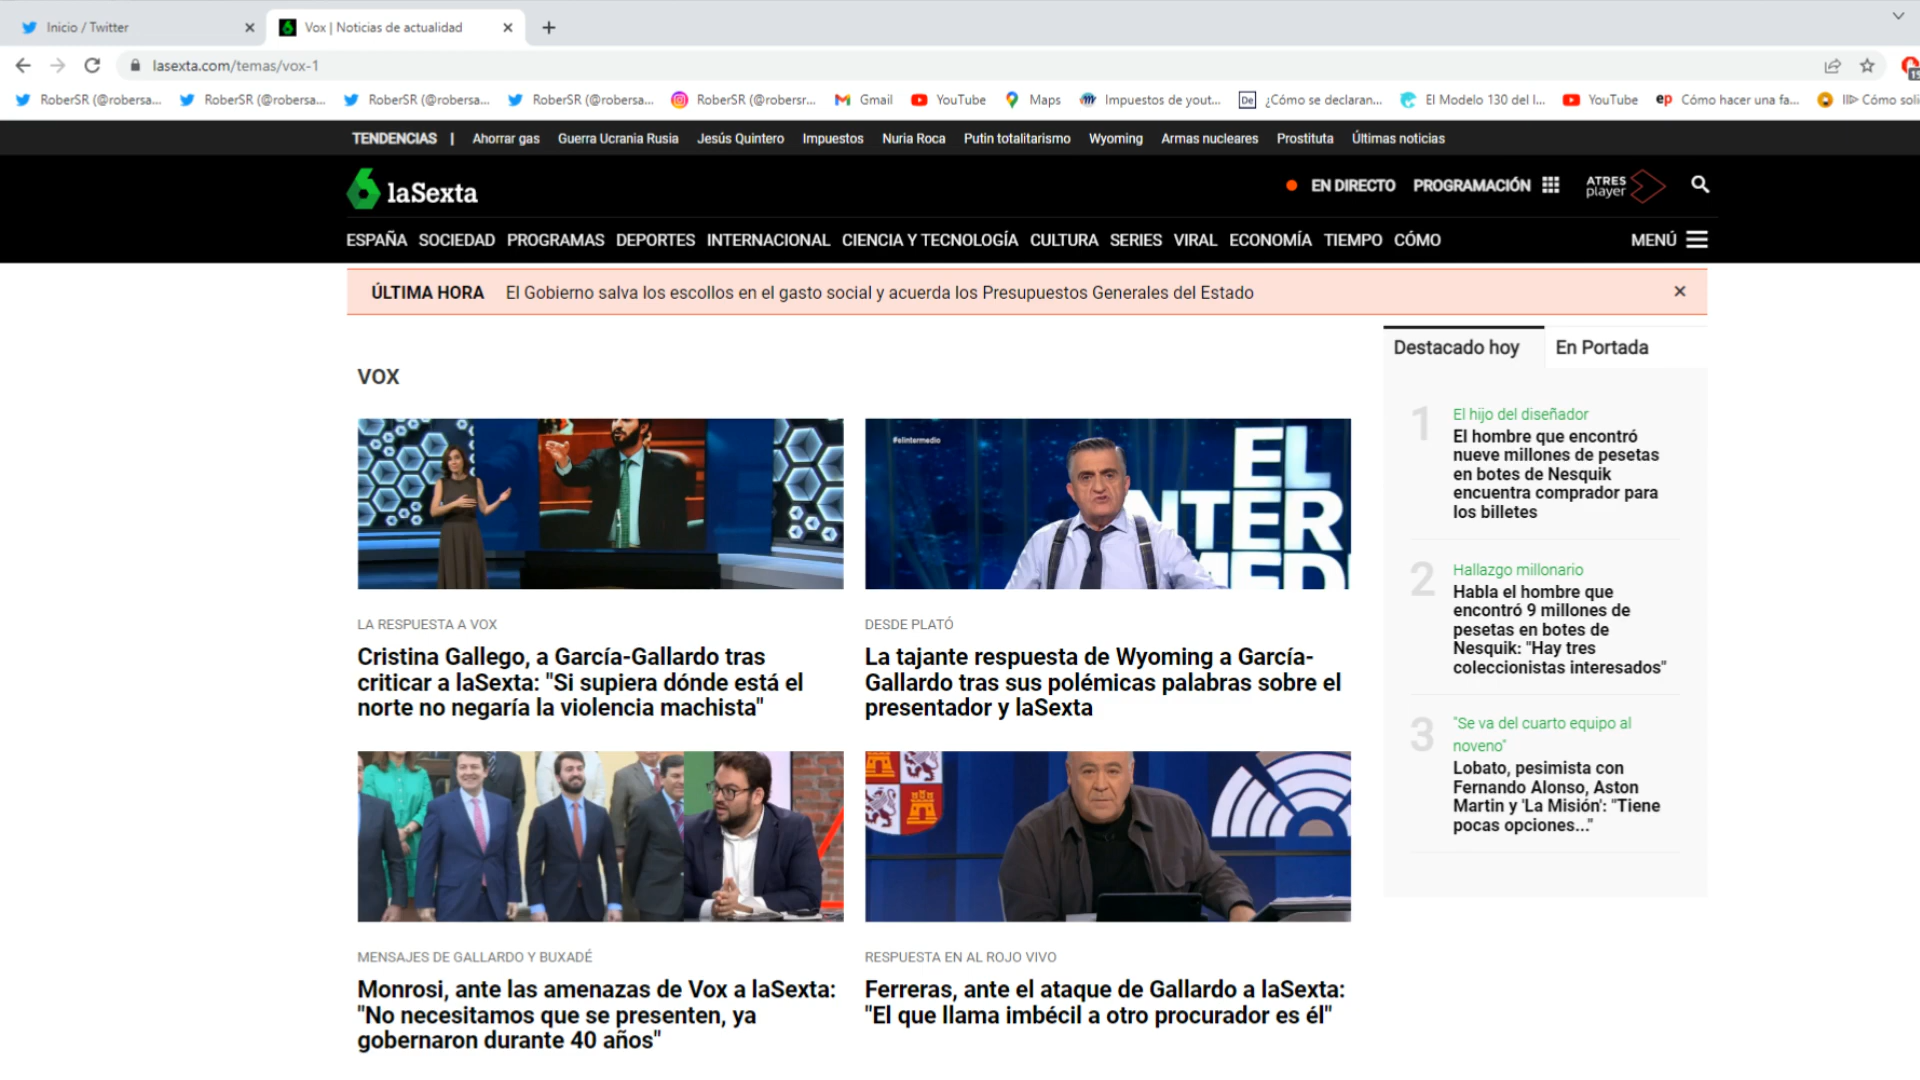 Inicio / Twitter
Vox | Noticias de actualidad
lasexta.com/temas/vox-1
RoberSR (@robersa...
RoberSR (@robersa...
RoberSR (@robersa...
RoberSR (@robersa...
RoberSR (@robersr...
Gmail
YouTube
Maps
Impuestos de yout...
¿Cómo se declaran...
El Modelo 130 del I...
YouTube
Cómo hacer una fa...
Cómo soli
TENDENCIAS |
Ahorrar gas
Guerra Ucrania Rusia
Jesús Quintero
Impuestos
Nuria Roca
Putin totalitarismo
Wyoming
Armas nucleares
Prostituta
Últimas noticias
laSexta
EN DIRECTO
PROGRAMACIÓN
ATRES
player
ESPAÑA SOCIEDAD PROGRAMAS DEPORTES INTERNACIONAL CIENCIA Y TECNOLOGÍA CULTURA SERIES VIRAL ECONOMÍA TIEMPO CÓMO
MENÚ
ÚLTIMA HORA El Gobierno salva los escollos en el gasto social y acuerda los Presupuestos Generales del Estado
VOX
LA RESPUESTA A VOX
Cristina Gallego, a García-Gallardo tras
criticar a laSexta: "Si supiera dónde está el
norte no negaría la violencia machista"
#elintermedio
EL
INTER
MEDI
DESDE PLATÓ
La tajante respuesta de Wyoming a García-
Gallardo tras sus polémicas palabras sobre el
presentador y laSexta
MENSAJES DE GALLARDO Y BUXADÉ
Monrosi, ante las amenazas de Vox a laSexta:
"No necesitamos que se presenten, ya
gobernaron durante 40 años"
RESPUESTA EN AL ROJO VIVO
Ferreras, ante el ataque de Gallardo a laSexta:
"El que llama imbécil a otro procurador es él"
Destacado hoy
En Portada
1
El hijo del diseñador
El hombre que encontró
nueve millones de pesetas
en botes de Nesquik
encuentra comprador para
los billetes
2
Hallazgo millonario
Habla el hombre que
encontró 9 millones de
pesetas en botes de
Nesquik: "Hay tres
coleccionistas interesados"
3
"Se va del cuarto equipo al
noveno"
Lobato, pesimista con
Fernando Alonso, Aston
Martin y 'La Misión': "Tiene
pocas opciones..."